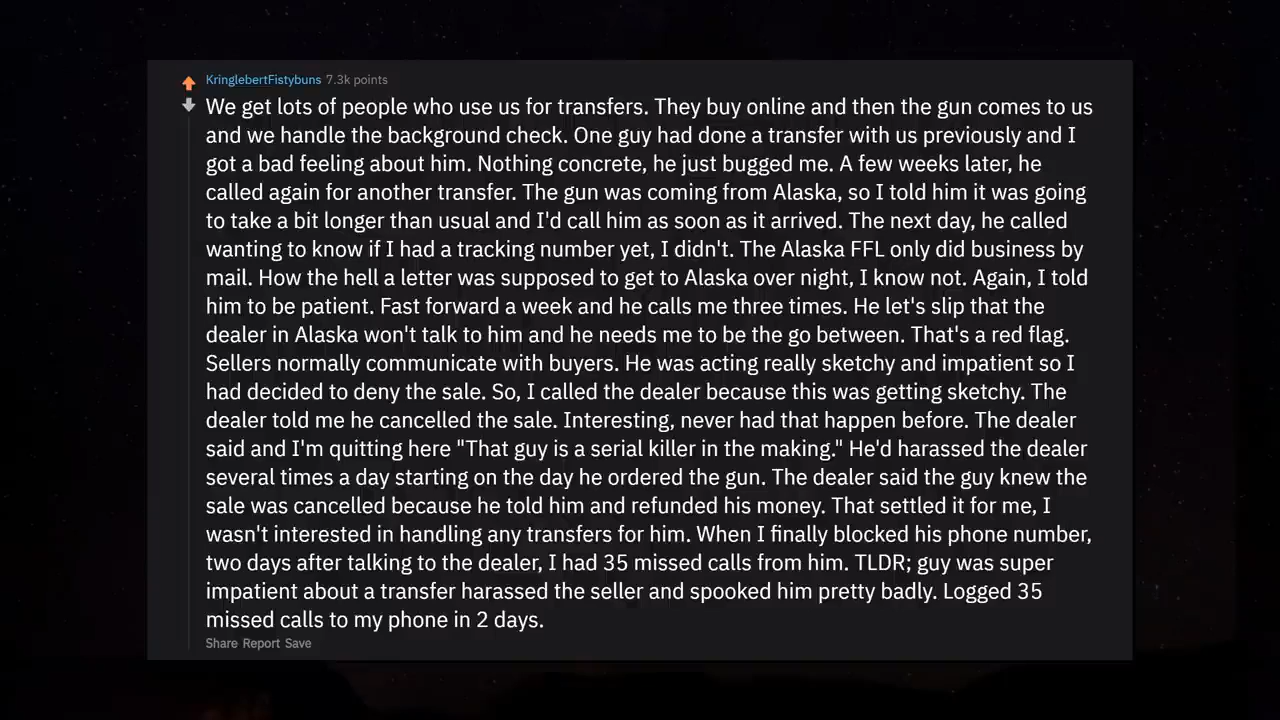 KringlebertFistybuns 7.3k points
We get lots of people who use us for transfers. They buy online and then the gun comes to us
and we handle the background check. One guy had done a transfer with us previously and I
got a bad feeling about him. Nothing concrete, he just bugged me. A few weeks later, he
called again for another transfer. The gun was coming from Alaska, so I told him it was going
to take a bit longer than usual and I'd call him as soon as it arrived. The next day, he called
wanting to know if I had a tracking number yet, I didn't. The Alaska FFL only did business by
mail. How the hell a letter was supposed to get to Alaska over night, I know not. Again, I told
him to be patient. Fast forward a week and he calls me three times. He let's slip that the
dealer in Alaska won't talk to him and he needs me to be the go between. That's a red flag.
Sellers normally communicate with buyers. He was acting really sketchy and impatient so I
had decided to deny the sale. So, I called the dealer because this was getting sketchy. The
dealer told me he cancelled the sale. Interesting, never had that happen before. The dealer
said and I'm quitting here "That guy is a serial killer in the making." He'd harassed the dealer
several times a day starting on the day he ordered the gun. The dealer said the guy knew the
sale was cancelled because he told him and refunded his money. That settled it for me, I
wasn't interested in handling any transfers for him. When I finally blocked his phone number,
two days after talking to the dealer, I had 35 missed calls from him. TLDR; guy was super
impatient about a transfer harassed the seller and spooked him pretty badly. Logged 35
missed calls to my phone in 2 days.
Share Report Save